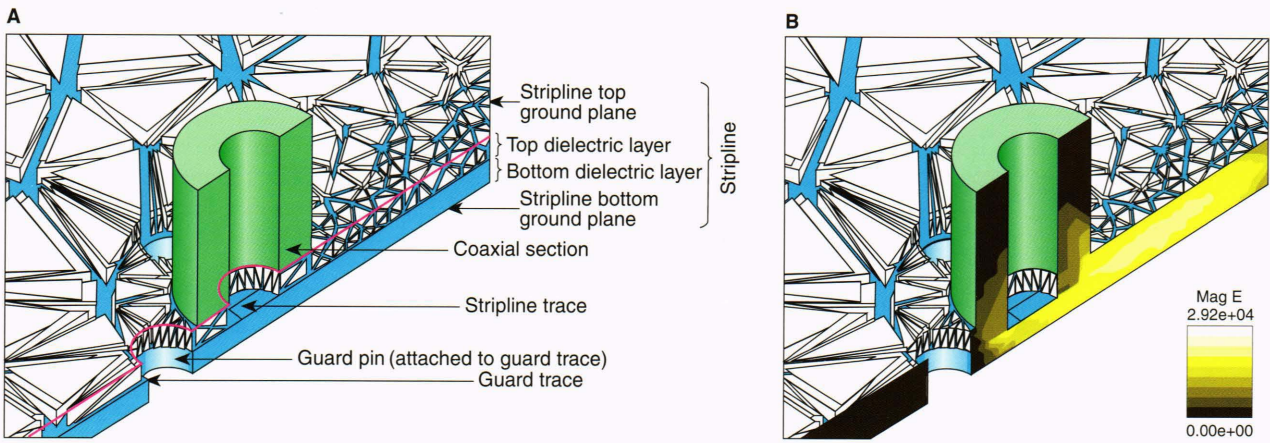 A
Stripline top
ground plane
Top dielectric layer
Bottom dielectric layer
Stripline bottom
ground plane
Stripline
Coaxial section
Stripline trace
Guard pin (attached to guard trace)
Guard trace
B
Mag E
2.92e+04
0.00e+00